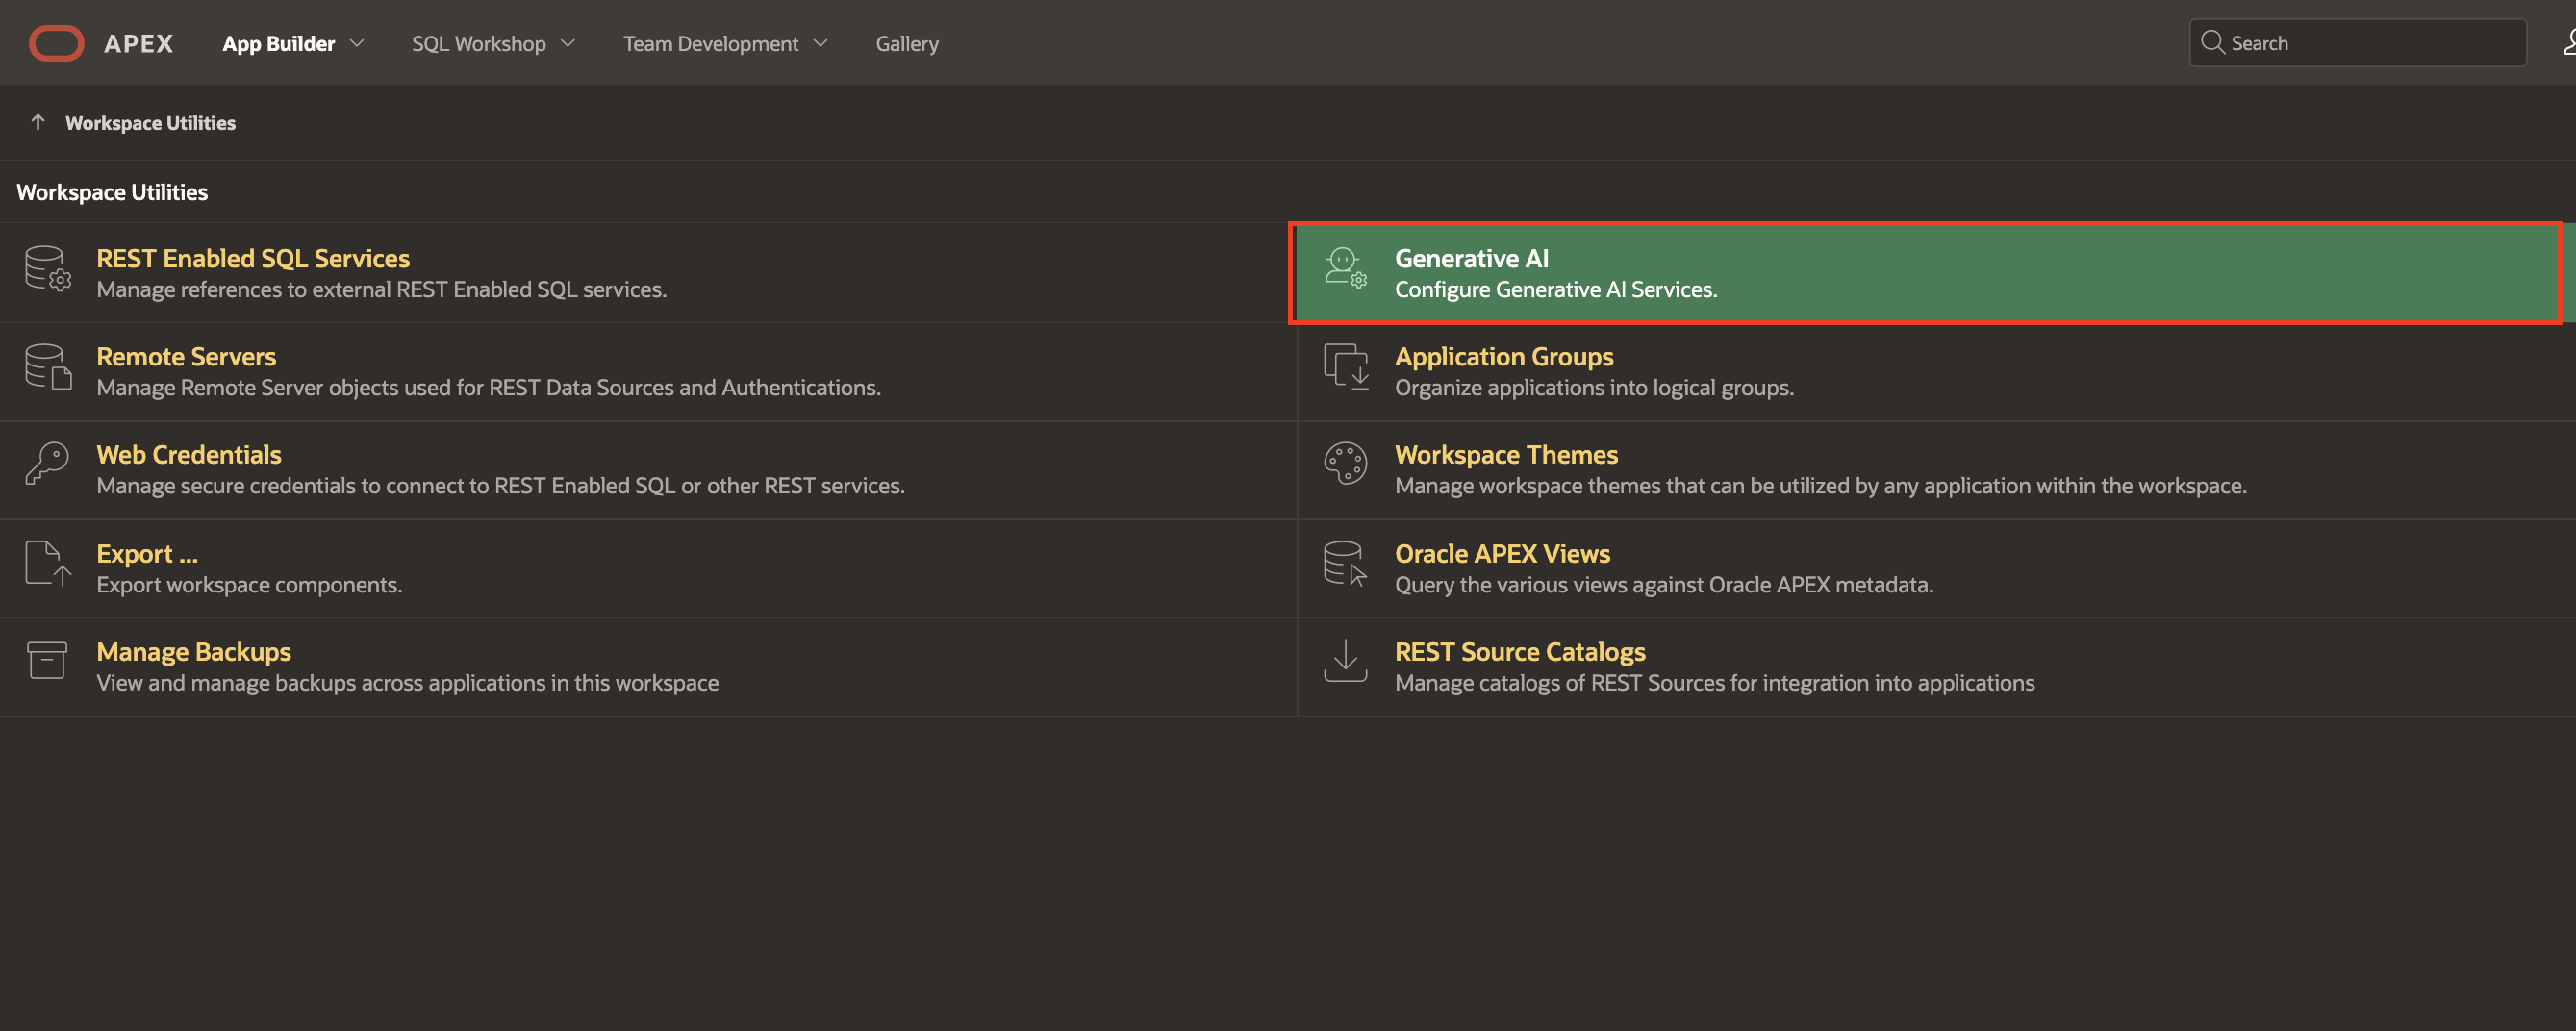 APEX App Builder SQL Workshop Team Development Gallery Search
Workspace Utilities
Workspace Utilities
REST Enabled SQL Services
Manage references to external REST Enabled SQL services.
Generative AI
Configure Generative AI Services.
Remote Servers
Manage Remote Server objects used for REST Data Sources and Authentications.
Application Groups
Organize applications into logical groups.
Web Credentials
Manage secure credentials to connect to REST Enabled SQL or other REST services.
Workspace Themes
Manage workspace themes that can be utilized by any application within the workspace.
Export ...
Export workspace components.
Oracle APEX Views
Query the various views against Oracle APEX metadata.
Manage Backups
View and manage backups across applications in this workspace
REST Source Catalogs
Manage catalogs of REST Sources for integration into applications